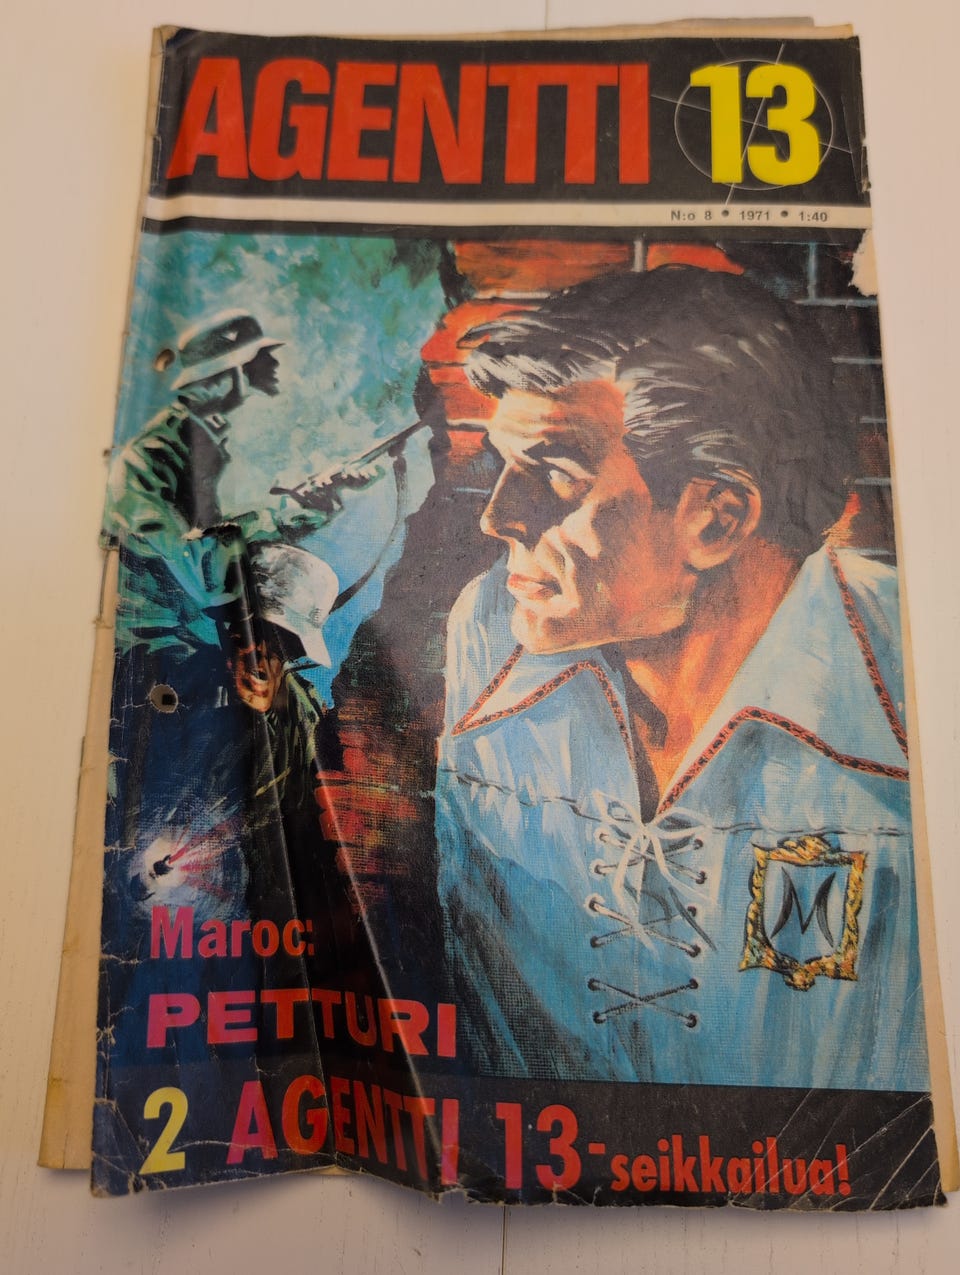 AGENTTI 13
N:o 8 • 1971 • 1:40
M
Maroc:
PETTURI
2 AGENTTI 13-seikkailua!